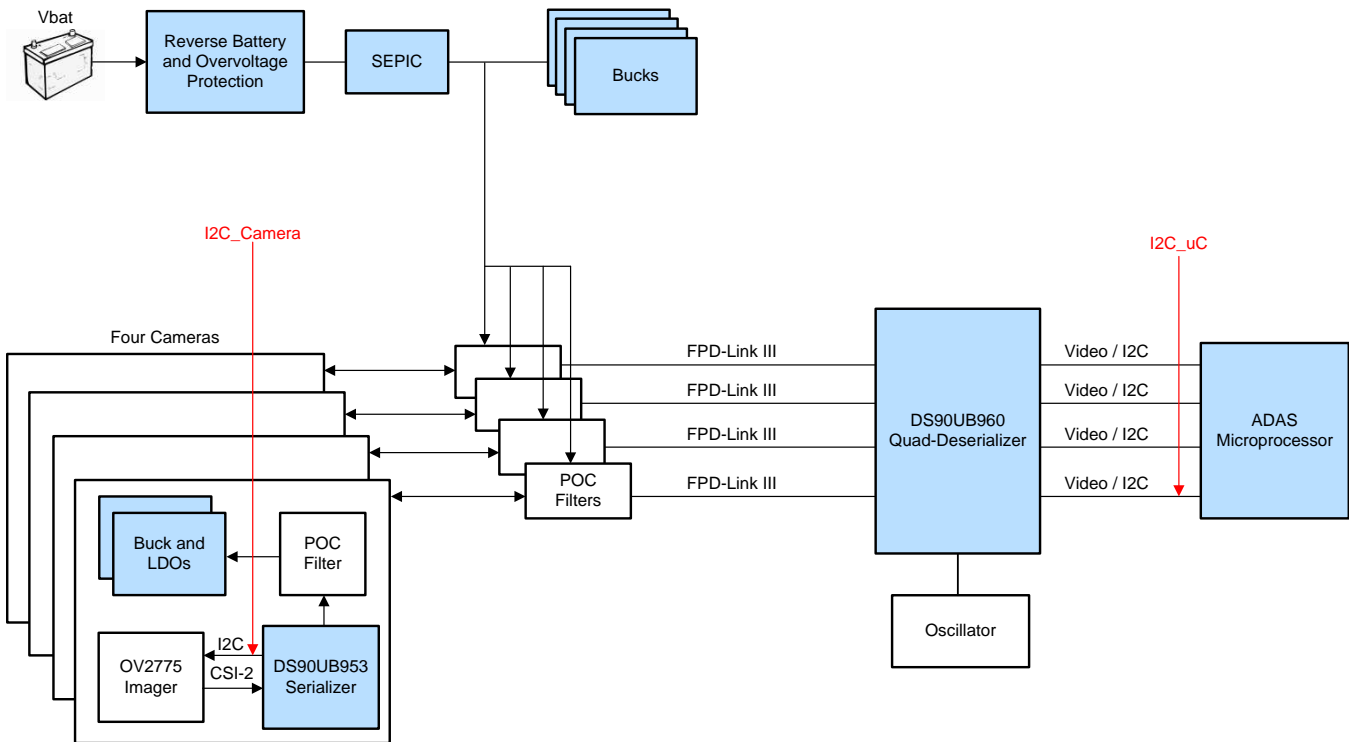 Vbat
Reverse Battery
and Overvoltage
Protection
SEPIC
Bucks
I2C_Camera
I2C_uC
Four Cameras
FPD-Link III
Video / I2C
FPD-Link III
Video / I2C
DS90UB960
Quad-Deserializer
ADAS
Microprocessor
FPD-Link III
Video / I2C
POC
Filters
FPD-Link III
Video / I2C
Buck and
LDOs
POC
Filter
Oscillator
I2C
OV2775
Imager
CSI-2
DS90UB953
Serializer